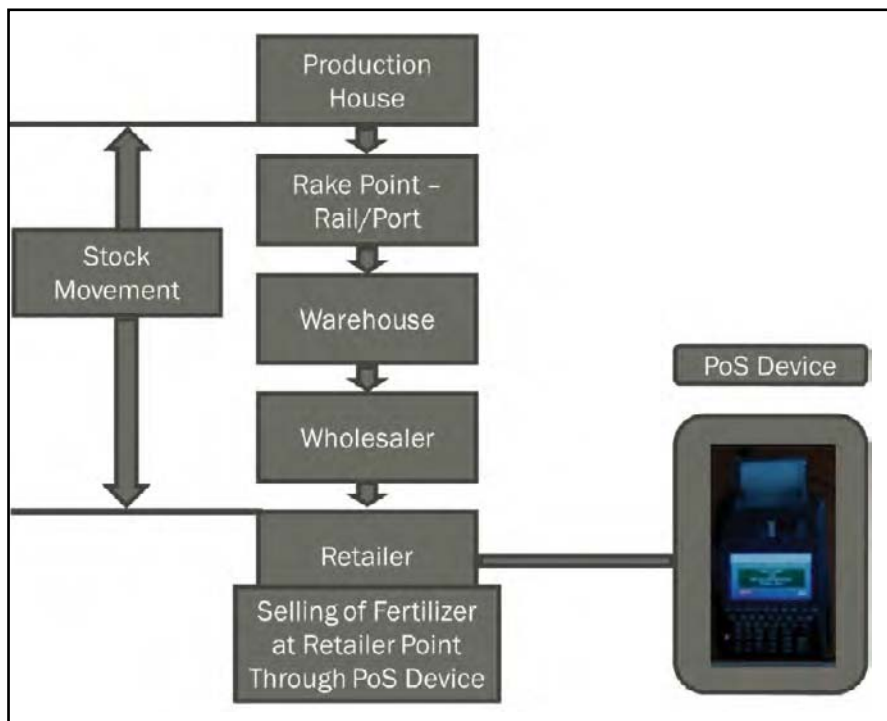 Production
House
Rake Point –
Rail/Port
Stock
Movement
Warehouse
PoS Device
Wholesaler
Retailer
Selling of Fertilizer
at Retailer Point
Through PoS Device